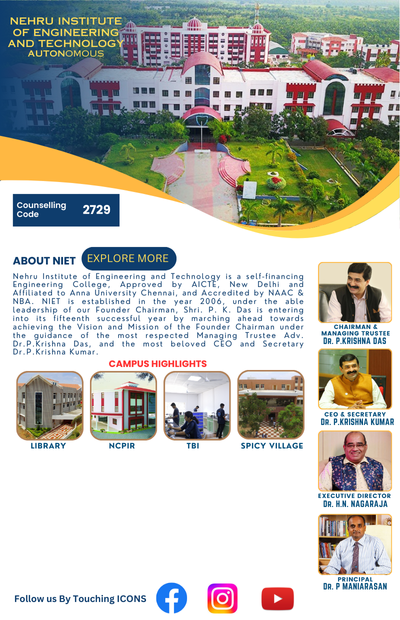 NEHRU INSTITUTE
OF ENGINEERING
AND TECHNOLOGY
AUTONOMOUS
Counselling
Code
2729
ABOUT NIET
EXPLORE MORE
Nehru Institute of Engineering and Technology is a self-financing
Engineering College, Approved by AICTE, New Delhi and
Affiliated to Anna University Chennai, and Accredited by NAAC &
NBA. NIET is established in the year 2006, under the able
leadership of our Founder Chairman, Shri. P. K. Das is entering
into its fifteenth successful year by marching ahead towards
achieving the Vision and Mission of the Founder Chairman under
the guidance of the most respected Managing Trustee Adv.
Dr.P.Krishna Das, and the most beloved CEO and Secretary
Dr.P.Krishna Kumar.
CAMPUS HIGHLIGHTS
LIBRARY
NCPIR
TBI
SPICY VILLAGE
CHAIRMAN &
MANAGING TRUSTEE
DR. P.KRISHNA DAS
CEO & SECRETARY
DR. P.KRISHNA KUMAR
EXECUTIVE DIRECTOR
DR. H.N. NAGARAJA
PRINCIPAL
DR. P MANIARASAN
Follow us By Touching ICONS